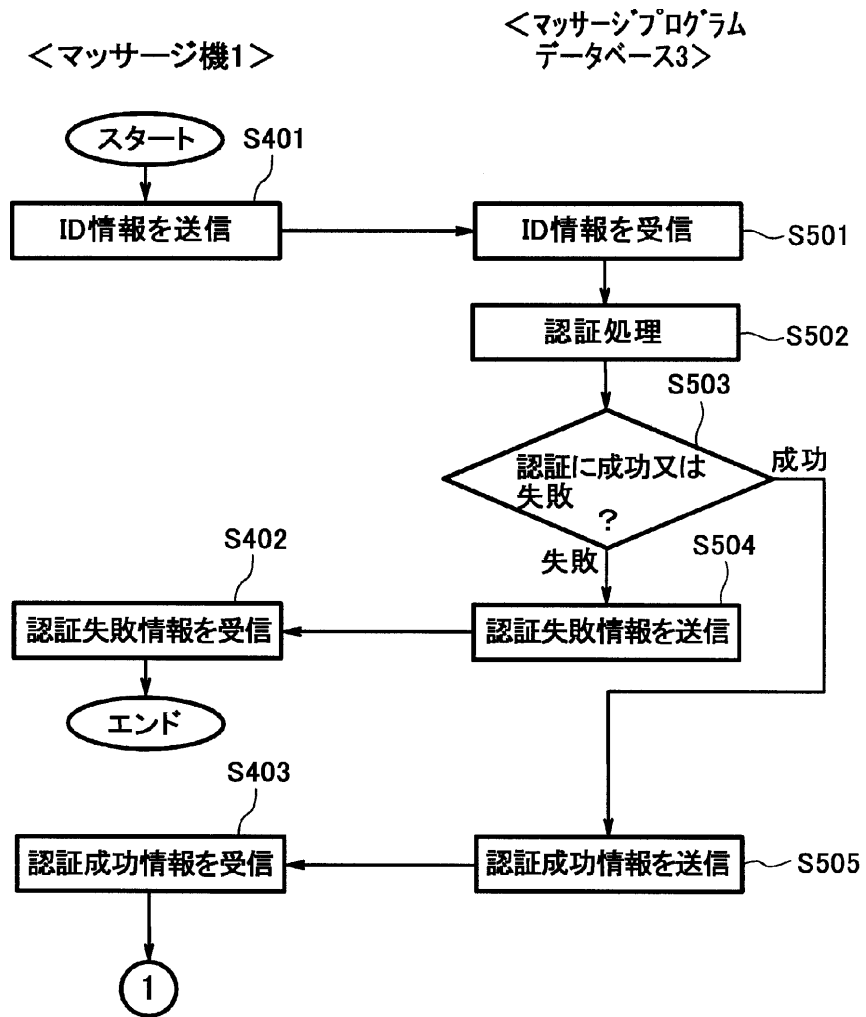 ＜マッサージ機1＞
＜マッサージプログラム
データベース3＞
スタート
S401
ID情報を送信
ID情報を受信
S501
認証処理
S502
S503
認証に成功又は
失敗
？
成功
失敗
S402
S504
認証失敗情報を受信
認証失敗情報を送信
エンド
S403
認証成功情報を受信
認証成功情報を送信
S505
1